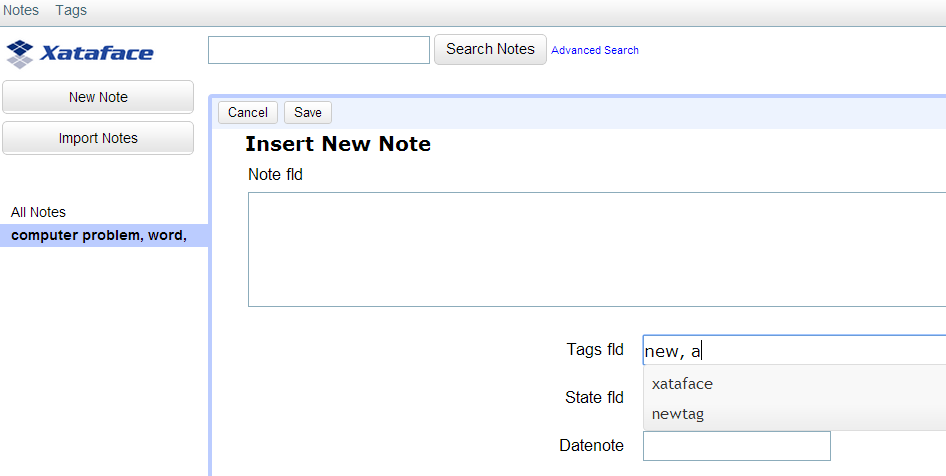 Notes Tags
Xataface
Search Notes Advanced Search
New Note
Import Notes
All Notes
computer problem, word,
Cancel Save
Insert New Note
Note fld
Tags fld new, a
xataface
newtag
State fld
Datenote